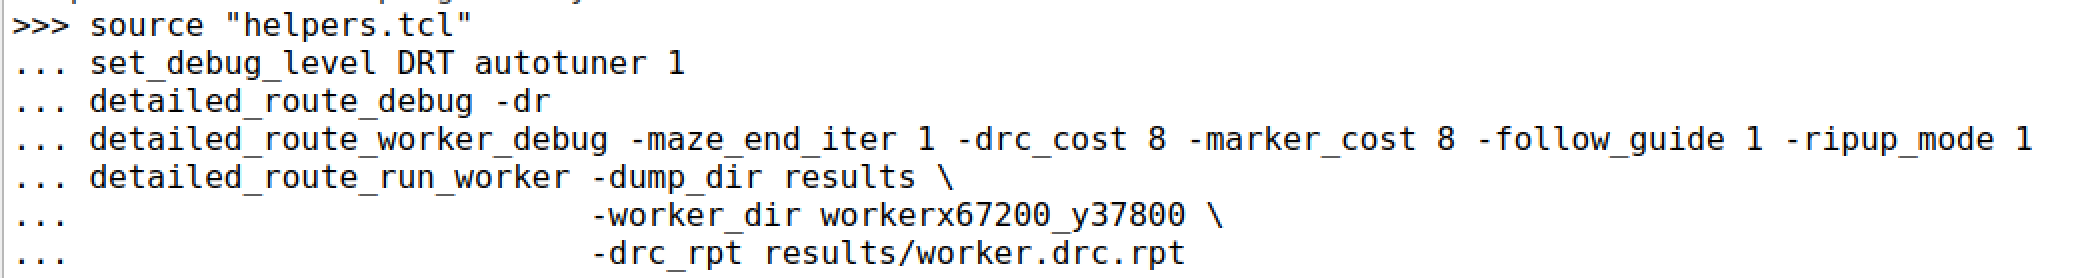 >>> source "helpers.tcl"
... set_debug_level DRT autotuner 1
... detailed_route_debug -dr
... detailed_route_worker_debug -maze_end_iter 1 -drc_cost 8 -marker_cost 8 -follow_guide 1 -ripup_mode 1
... detailed_route_run_worker -dump_dir results \
...                           -worker_dir workerx67200_y37800 \
...                           -drc_rpt results/worker.drc.rpt